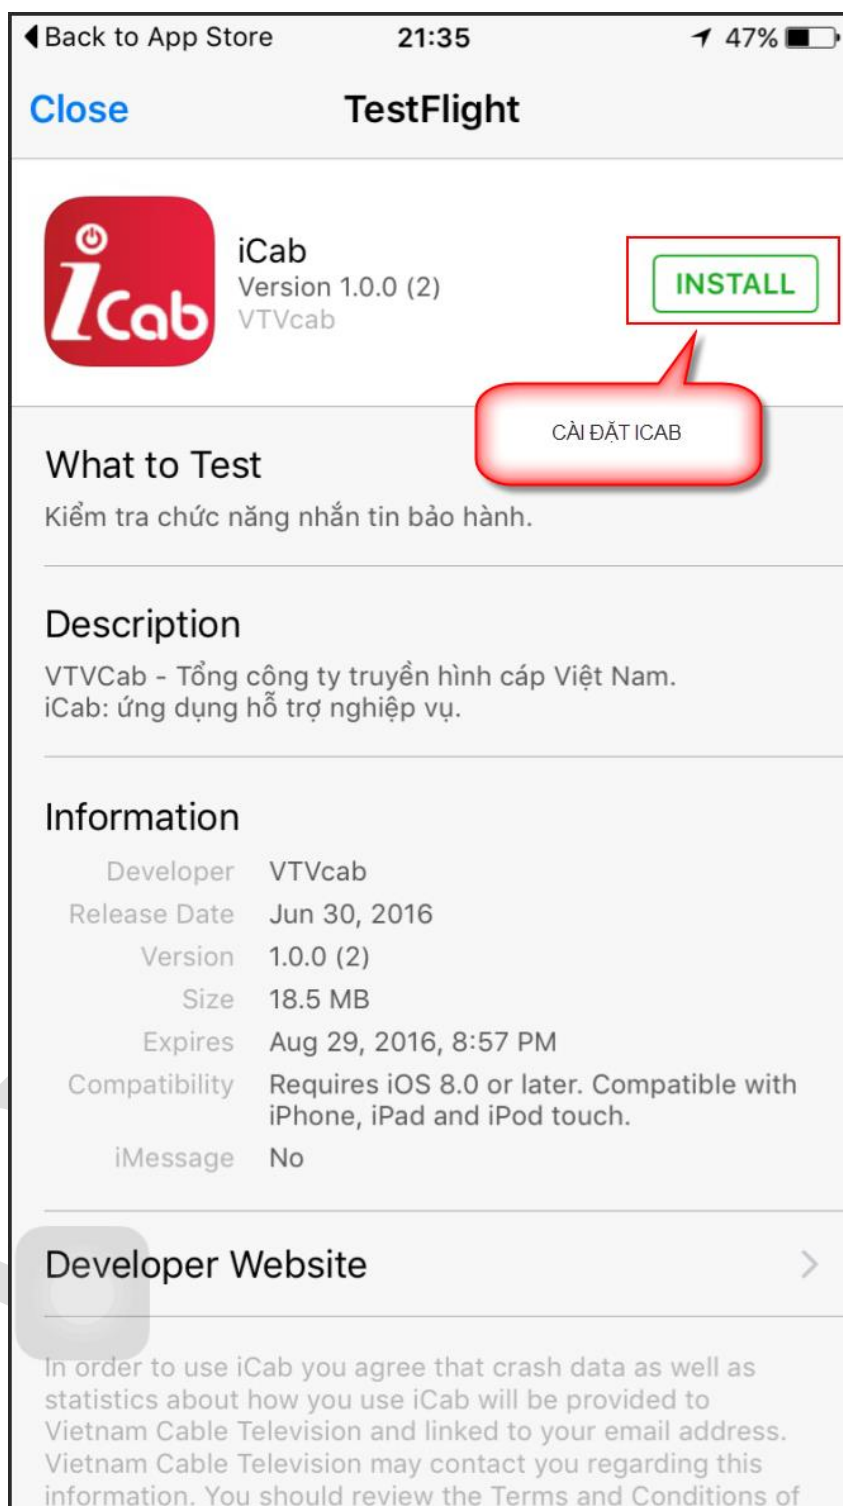 Back to App Store 21:35 47%
Close TestFlight
iCab
iCab
Version 1.0.0 (2)
VTVcab
INSTALL
CÀI ĐẶT ICAB
What to Test
Kiểm tra chức năng nhắn tin bảo hành.
Description
VTVCab - Tổng công ty truyền hình cáp Việt Nam.
iCab: ứng dụng hỗ trợ nghiệp vụ.
Information
Developer VTVcab
Release Date Jun 30, 2016
Version 1.0.0 (2)
Size 18.5 MB
Expires Aug 29, 2016, 8:57 PM
Compatibility Requires iOS 8.0 or later. Compatible with
iPhone, iPad and iPod touch.
iMessage No
Developer Website
In order to use iCab you agree that crash data as well as
statistics about how you use iCab will be provided to
Vietnam Cable Television and linked to your email address.
Vietnam Cable Television may contact you regarding this
information. You should review the Terms and Conditions of